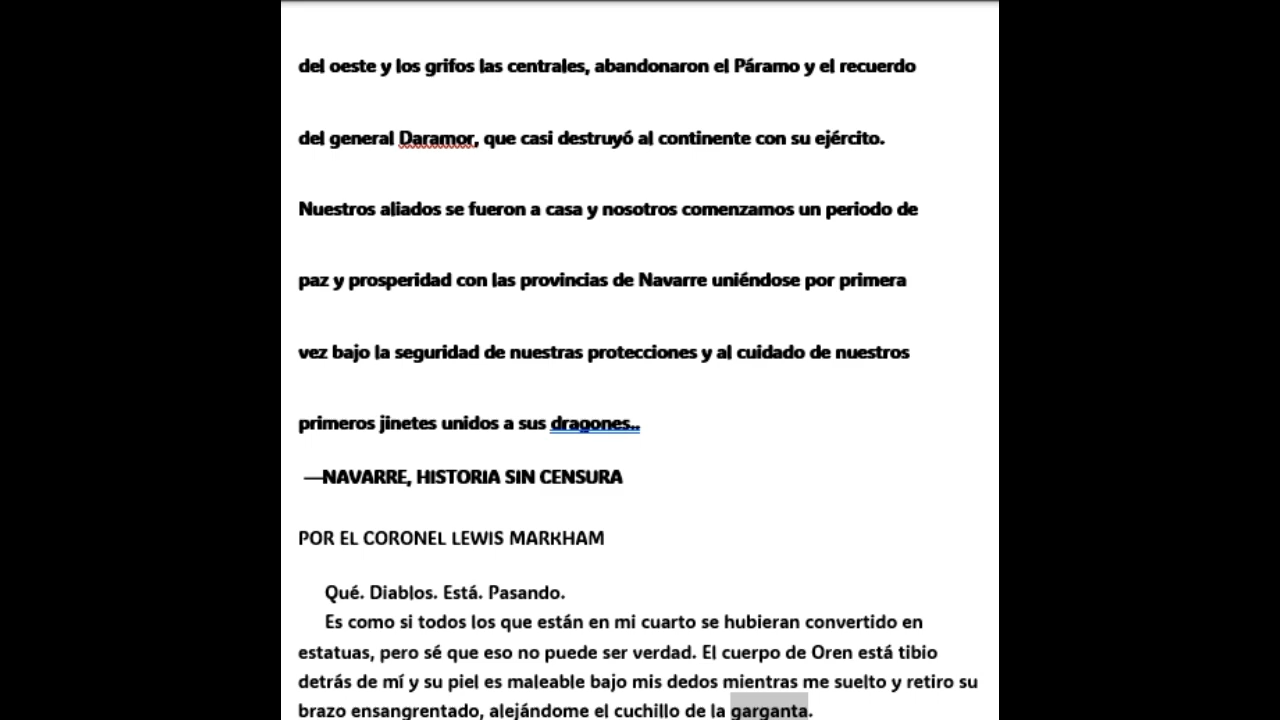 del oeste y los grifos las centrales, abandonaron el Páramo y el recuerdo
del general Daramor, que casi destruyó al continente con su ejército.
Nuestros aliados se fueron a casa y nosotros comenzamos un periodo de
paz y prosperidad con las provincias de Navarre uniéndose por primera
vez bajo la seguridad de nuestras protecciones y al cuidado de nuestros
primeros jinetes unidos a sus dragones..
—NAVARRE, HISTORIA SIN CENSURA
POR EL CORONEL LEWIS MARKHAM
Qué. Diablos. Está. Pasando.
Es como si todos los que están en mi cuarto se hubieran convertido en
estatuas, pero sé que eso no puede ser verdad. El cuerpo de Oren está tibio
detrás de mí y su piel es maleable bajo mis dedos mientras me suelto y retiro su
brazo ensangrentado, alejándome el cuchillo de la garganta.